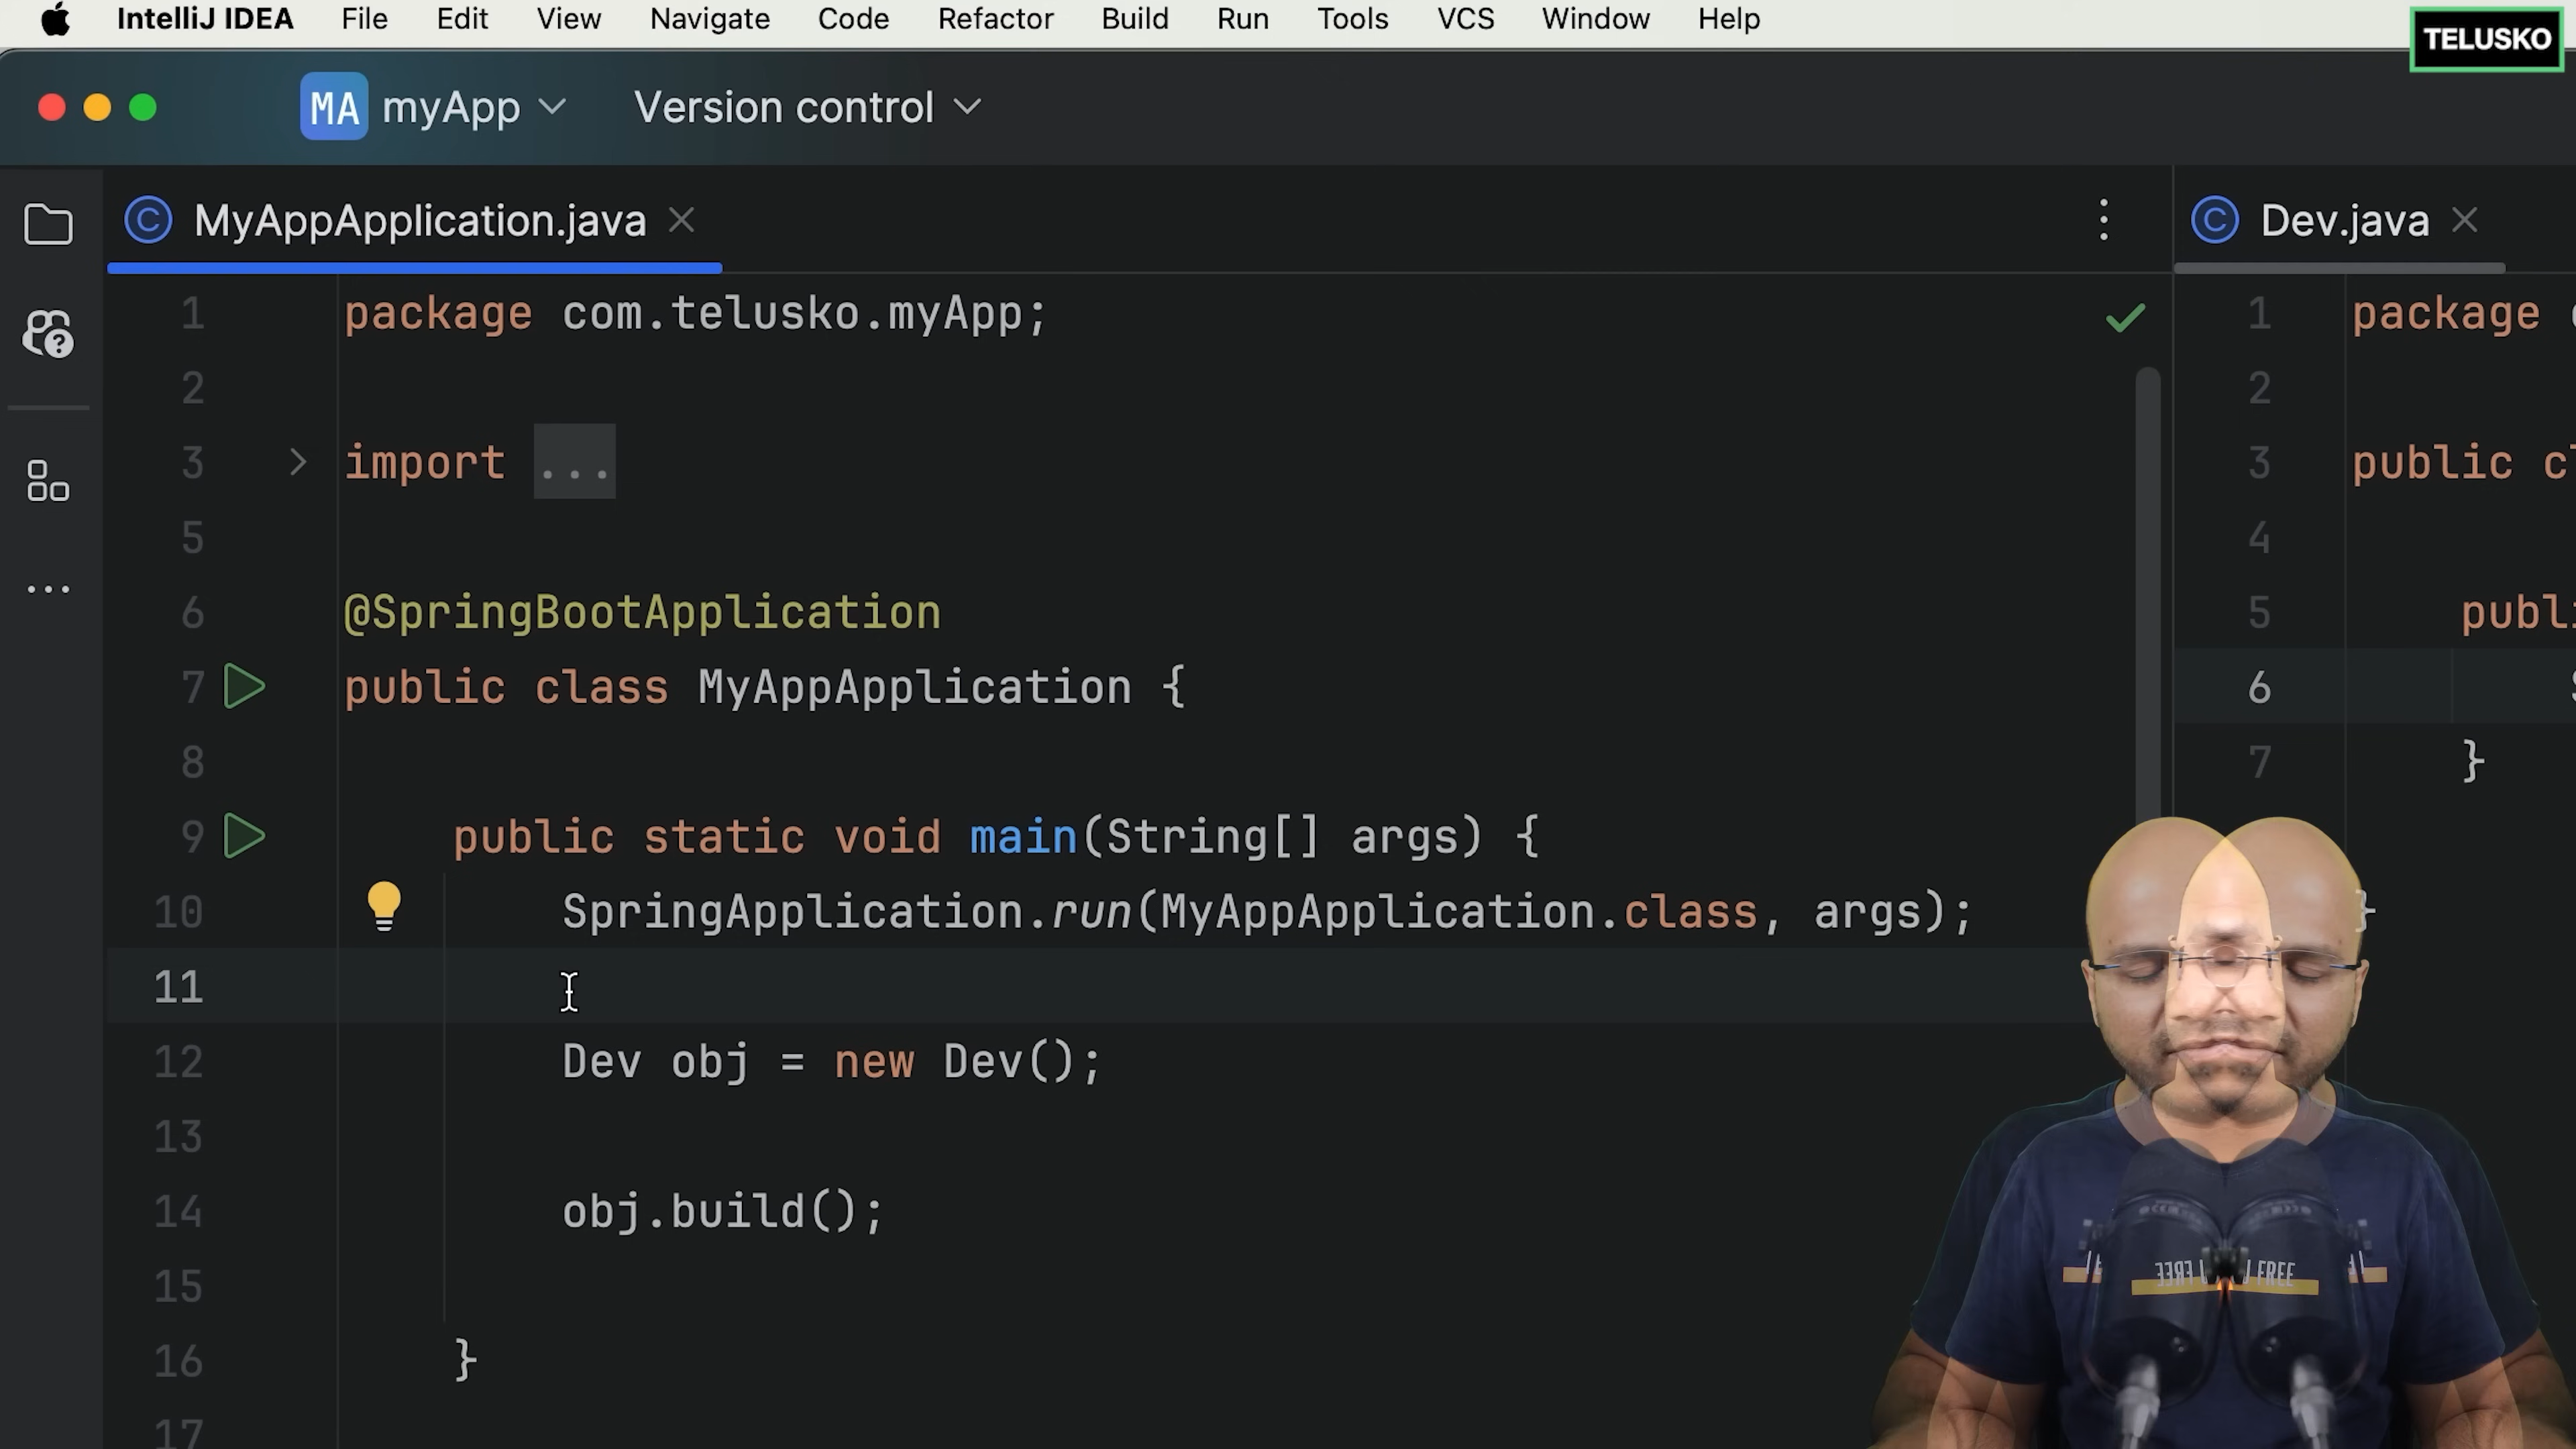 IntelliJ IDEA File Edit View Navigate Code Refactor Build Run Tools VCS Window Help
TELUSKO
MA myApp Version control
MyAppApplication.java
1 package com.telusko.myApp;
2
3 import ...
5
6 @SpringBootApplication
7 public class MyAppApplication {
8
9 public static void main(String[] args) {
10 SpringApplication.run(MyAppApplication.class, args);
11
12 Dev obj = new Dev();
13
14 obj.build();
15
16 }
17
Dev.java
1 package
2
3 public
4
5
6
7 }
}
FREE